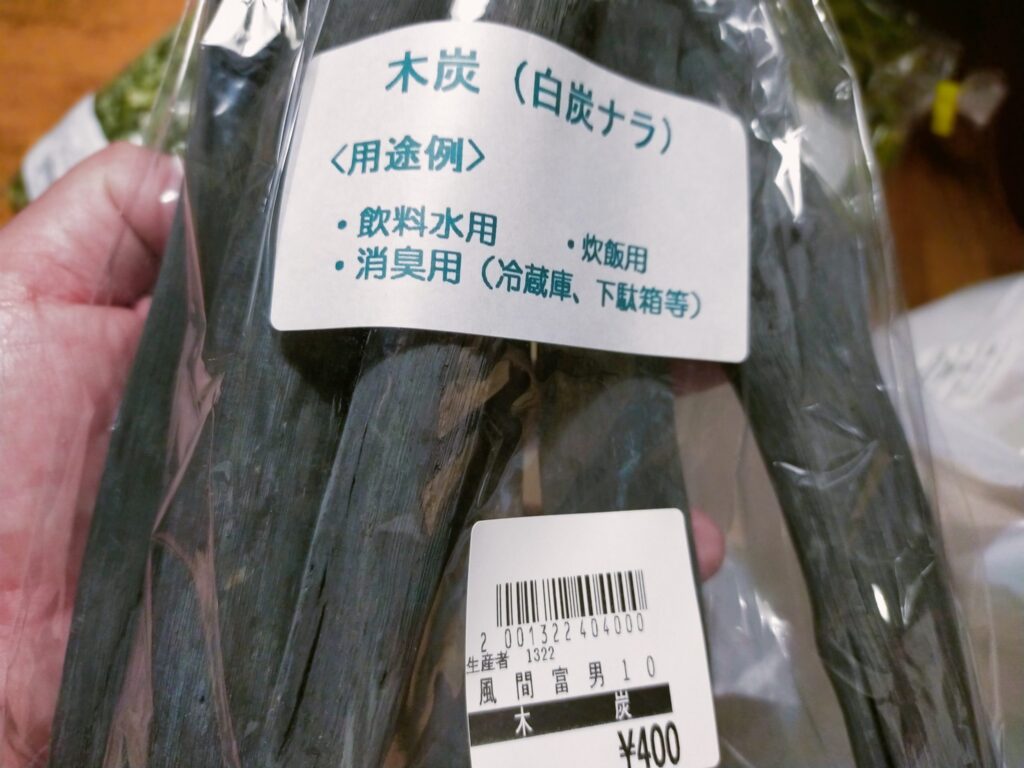 木炭（白炭ナラ）
〈用途例〉
・飲料水用 ・炊飯用
・消臭用（冷蔵庫、下駄箱等）
2 001322 404000
生産者 1322
風間富男10
木炭
¥400